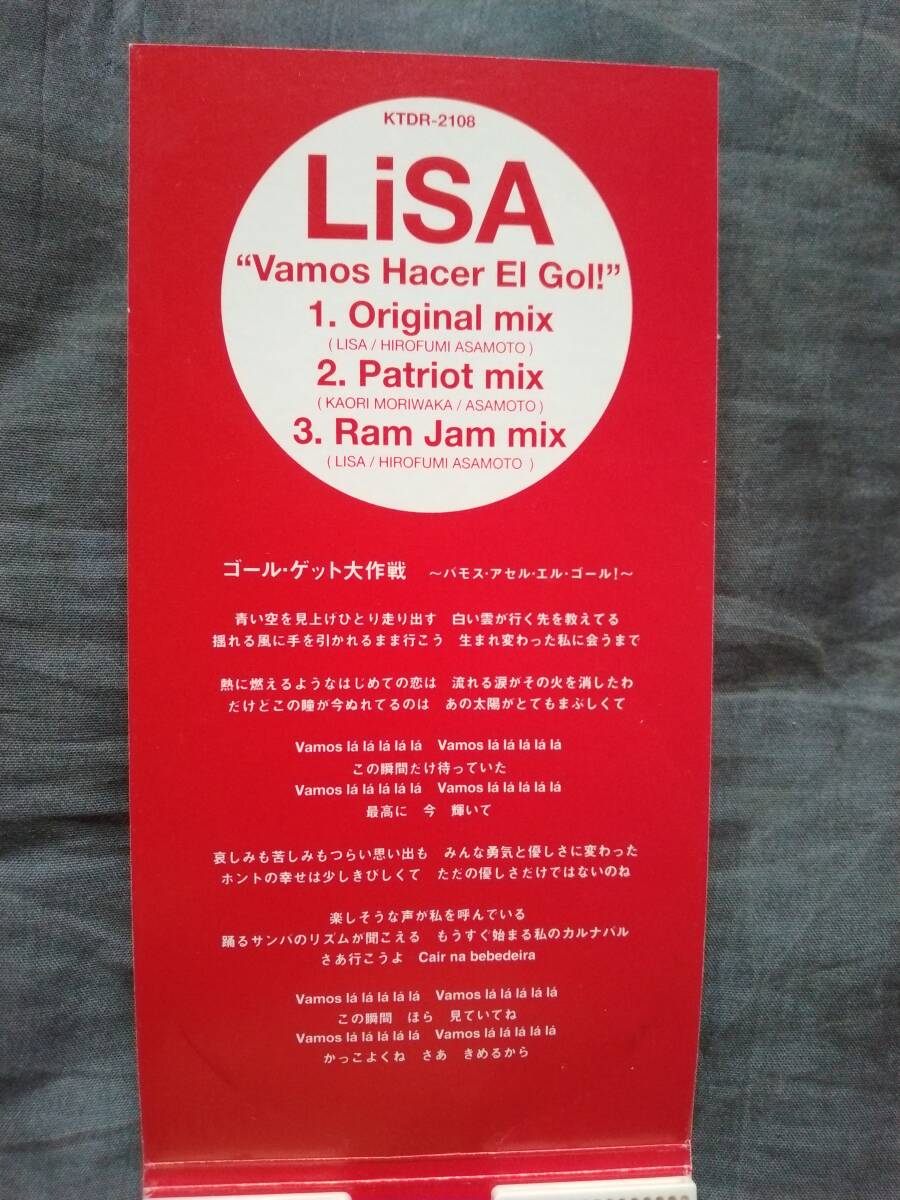 KTDR-2108
LiSA
“Vamos Hacer El Gol!”
1. Original mix
( LISA / HIROFUMI ASAMOTO )
2. Patriot mix
( KAORI MORIWAKA / ASAMOTO )
3. Ram Jam mix
( LISA / HIROFUMI ASAMOTO )
ゴール・ゲット大作戦 〜バモス・アセル・エル・ゴール!〜
青い空を見上げひとり走り出す 白い雲が行く先を教えてる
揺れる風に手を引かれるまま行こう 生まれ変わった私に会うまで
熱に燃えるようなはじめての恋は 流れる涙がその火を消したわ
だけどこの瞳が今ぬれてるのは あの太陽がとてもまぶしくて
Vamos lá lá lá lá lá Vamos lá lá lá lá lá
この瞬間だけ待っていた
Vamos lá lá lá lá lá Vamos lá lá lá lá lá
最高に 今 輝いて
哀しみも苦しみもつらい思い出も みんな勇気と優しさに変わった
ホントの幸せは少しきびしくて ただの優しさだけではないのね
楽しそうな声が私を呼んでいる
踊るサンバのリズムが聞こえる もうすぐ始まる私のカルナバル
さあ行こうよ Cair na bebedeira
Vamos lá lá lá lá lá Vamos lá lá lá lá lá
この瞬間 ほら 見ていてね
Vamos lá lá lá lá lá Vamos lá lá lá lá lá
かっこよくね さあ きめるから